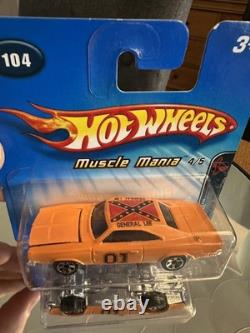 104
3+
HOT WHEELS
Muscle Mania 4/5
GENERAL LEE
01